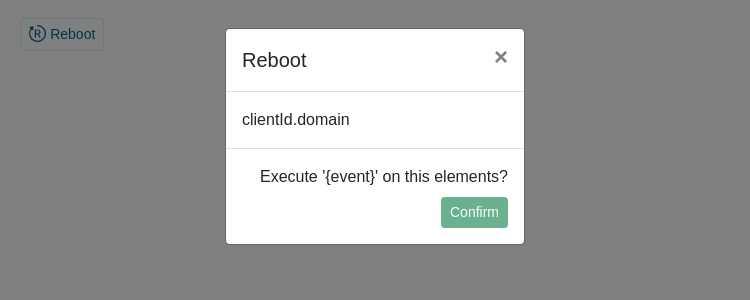 Reboot
Reboot
×
clientId.domain
Execute '{event}' on this elements?
Confirm